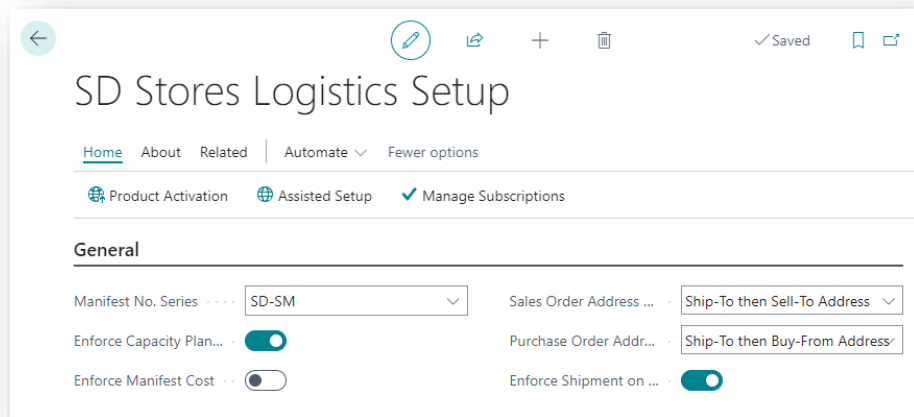 Saved
SD Stores Logistics Setup
Home About Related Automate Fewer options
Product Activation Assisted Setup Manage Subscriptions
General
Manifest No. Series SD-SM Sales Order Address ... Ship-To then Sell-To Address
Enforce Capacity Plan... Purchase Order Addr... Ship-To then Buy-From Address
Enforce Manifest Cost Enforce Shipment on ...